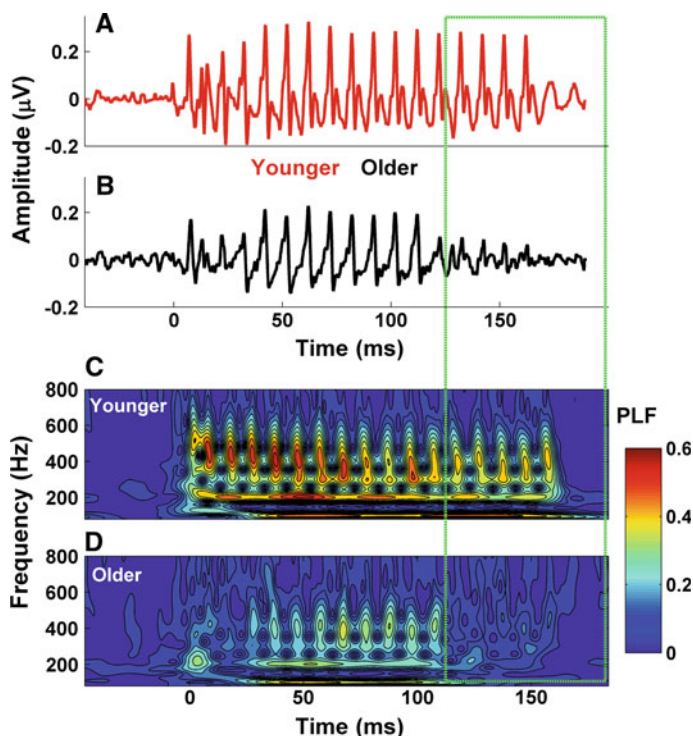 A
0.2
0
-0.2
Younger Older
B
0.2
0
-0.2
Amplitude (µV)
0 50 100 150
Time (ms)
C
800
Younger
600
400
200
PLF
0.6
0.4
0.2
0
D
800
Older
600
400
200
Frequency (Hz)
0 50 100 150
Time (ms)